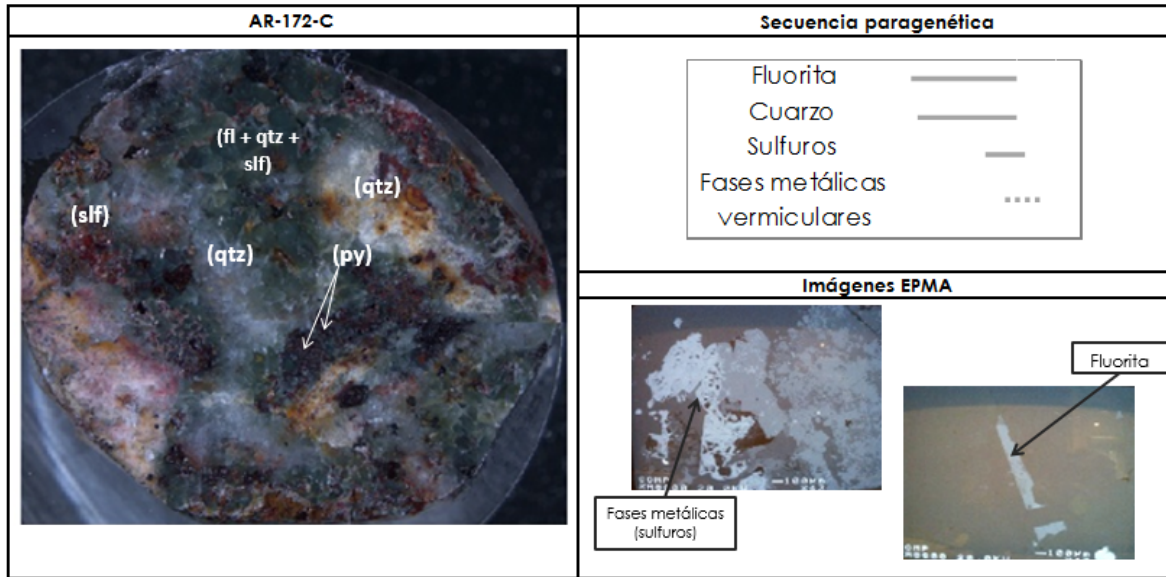 AR-172-C
Secuencia paragenética
(fl + qtz +
slf)
(qtz)
(slf)
(qtz)
(py)
Fluorita
Cuarzo
Sulfuros
Fases metálicas
vermiculares
Imágenes EPMA
Fases metálicas
(sulfuros)
Fluorita